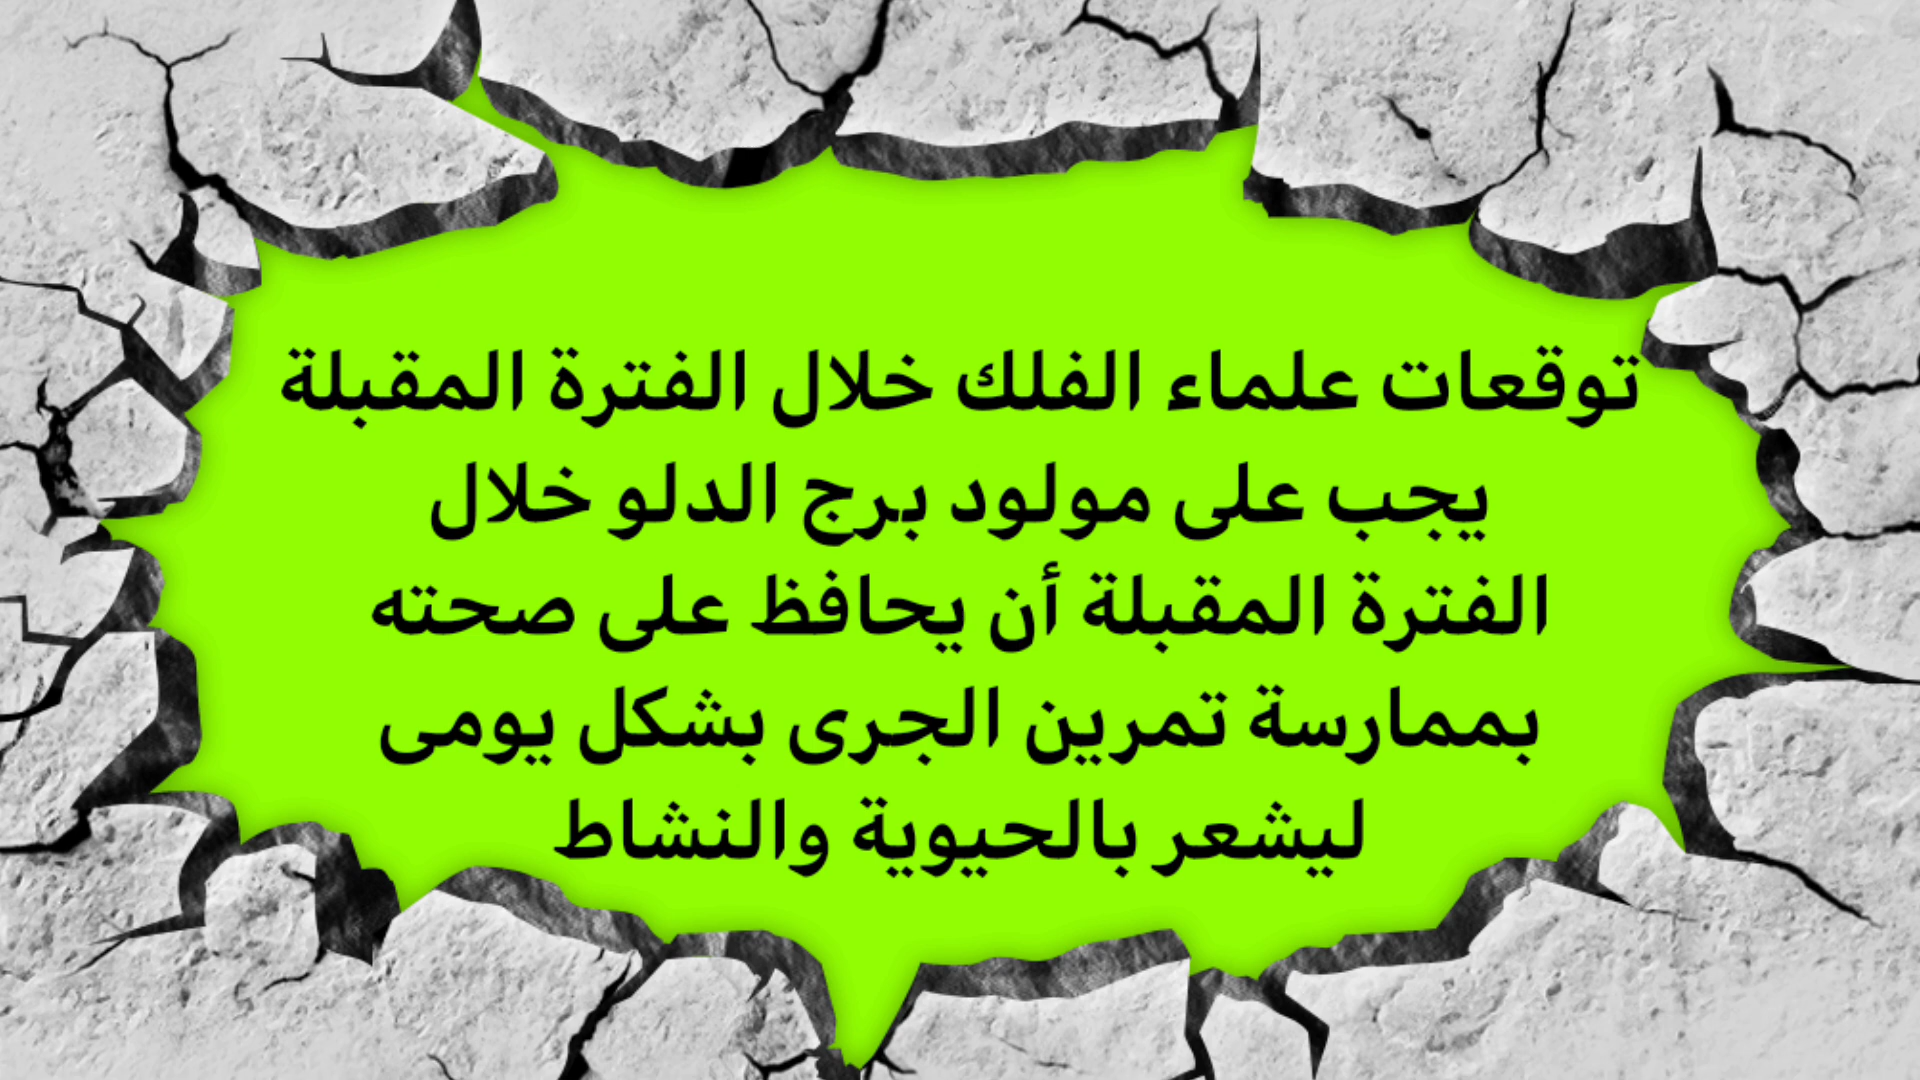 توقعات علماء الفلك خلال الفترة المقبلة
يجب على مولود برج الدلو خلال
الفترة المقبلة أن يحافظ على صحته
بممارسة تمرين الجرى بشكل يومى
ليشعر بالحيوية والنشاط